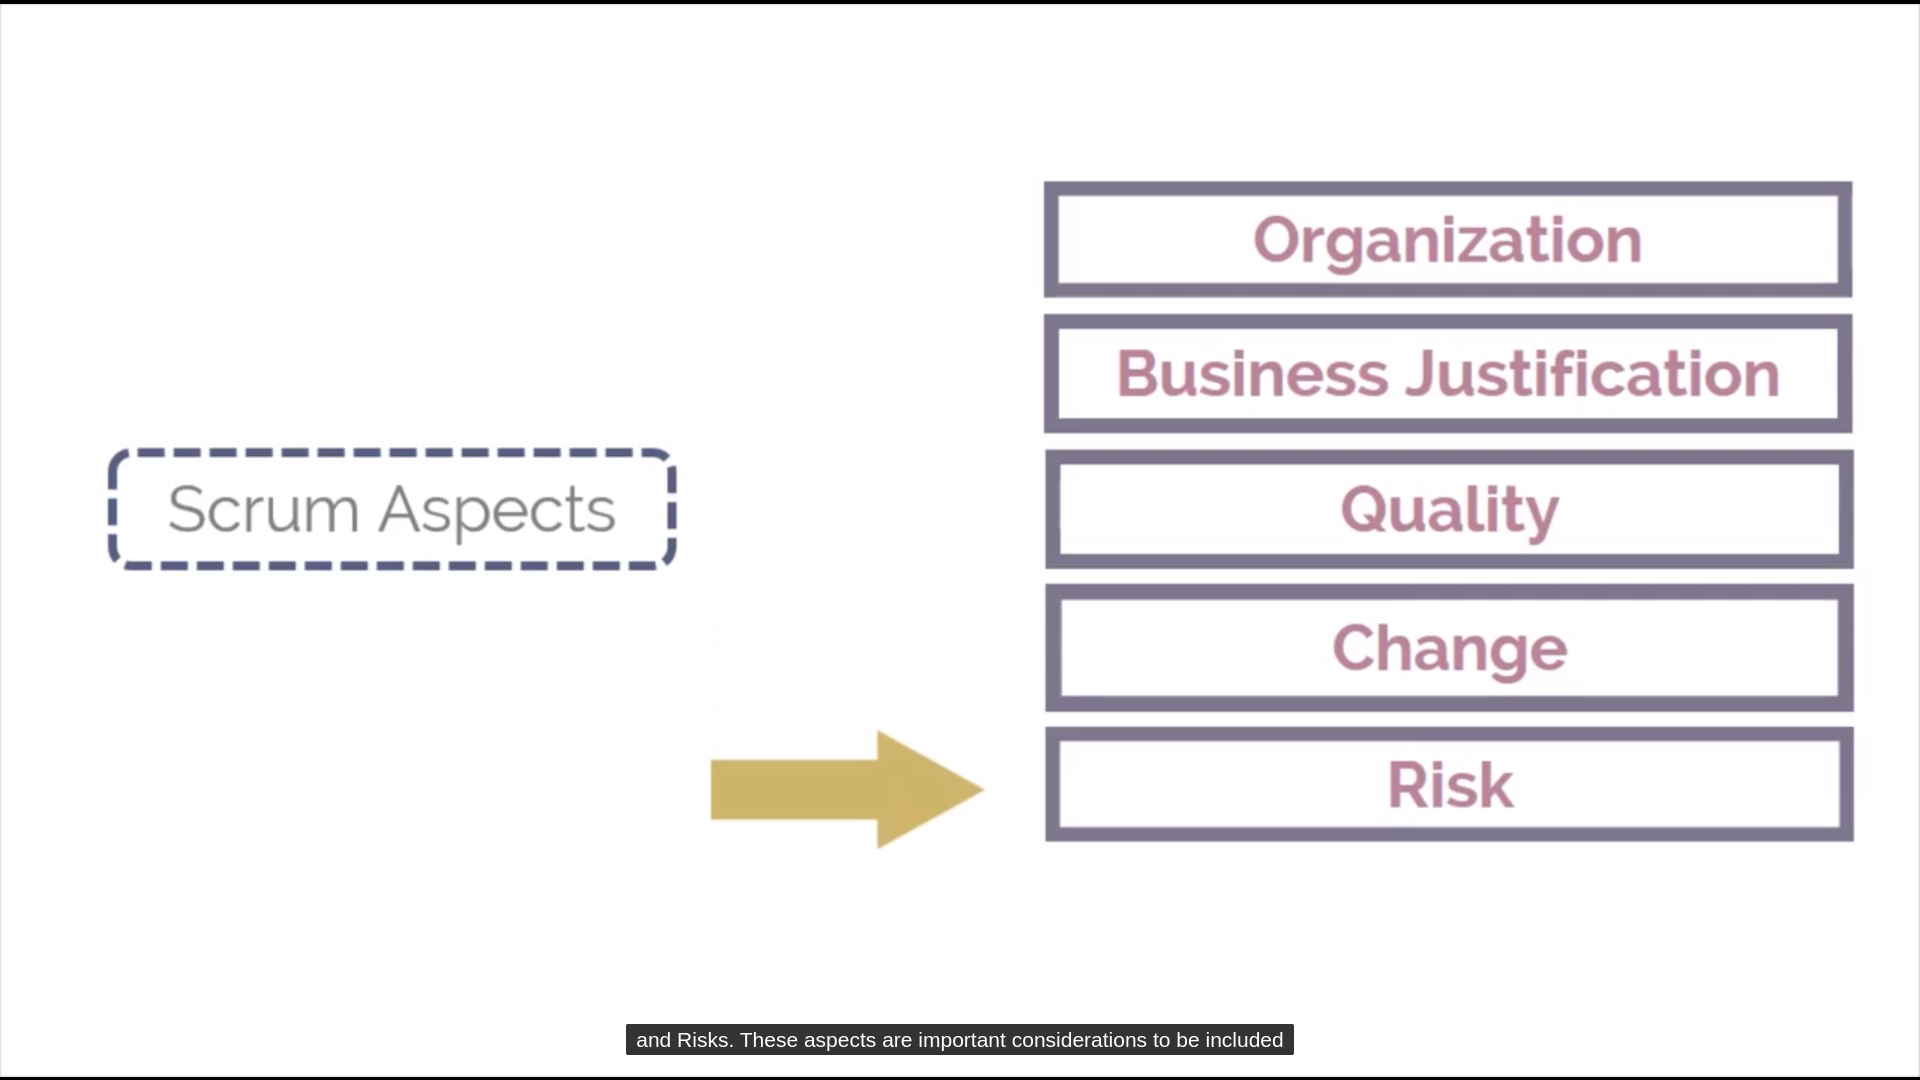 Scrum Aspects
Organization
Business Justification
Quality
Change
Risk
and Risks. These aspects are important considerations to be included